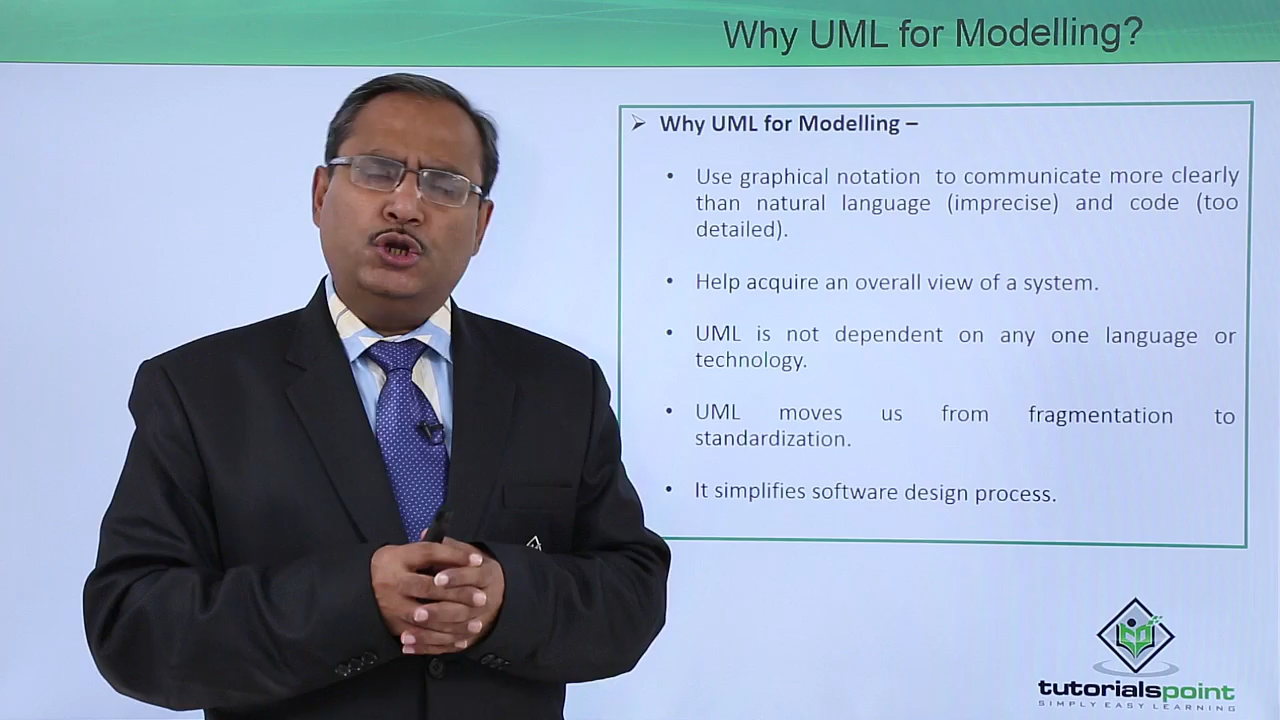 Why UML for Modelling?
➢ Why UML for Modelling –
• Use graphical notation to communicate more clearly
than natural language (imprecise) and code (too
detailed).
• Help acquire an overall view of a system.
• UML is not dependent on any one language or
technology.
• UML moves us from fragmentation to
standardization.
• It simplifies software design process.
tutorialspoint
SIMPLY EASY LEARNING